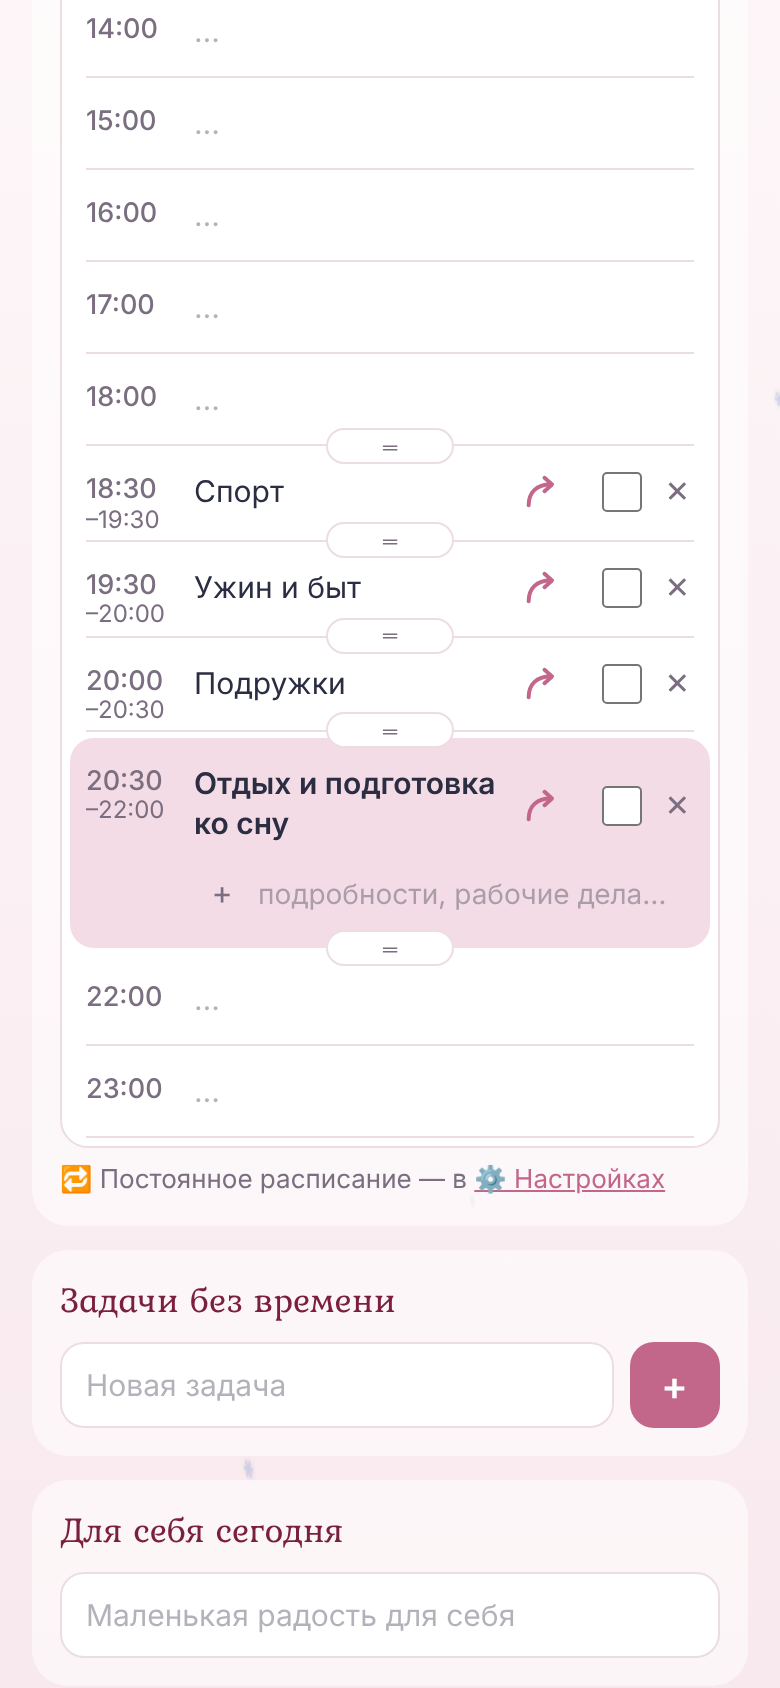 14:00 ...
15:00 ...
16:00 ...
17:00 ...
18:00 ...
=
18:30 Спорт ✕
–19:30
=
19:30 Ужин и быт ✕
–20:00
=
20:00 Подружки ✕
–20:30
=
20:30 Отдых и подготовка ✕
–22:00 ко сну
+ подробности, рабочие дела...
=
22:00 ...
23:00 ...
🔁 Постоянное расписание — в ⚙️ Настройках
Задачи без времени
Новая задача +
Для себя сегодня
Маленькая радость для себя